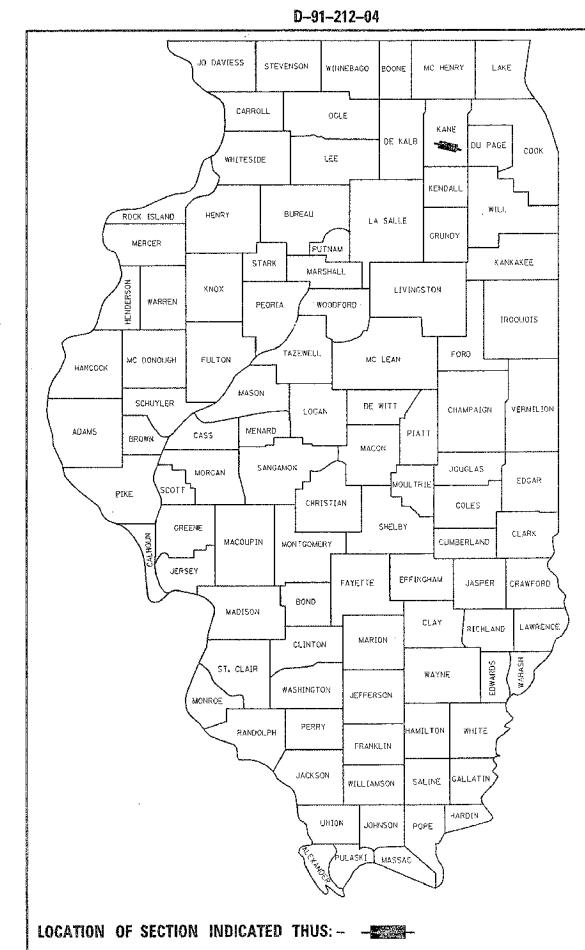 D-91-212-04
JO DAVIESS STEVENSON WINNEBAGO BOONE MC HENRY LAKE
CARROLL OGLE DE KALB KANE DU PAGE COOK
WHITESIDE LEE
KENDALL
ROCK ISLAND HENRY BUREAU LA SALLE WILL
MERCER PUTNAM GRUNDY
STARK MARSHALL KANKAKEE
HENDERSON WARREN KNOX PEORIA WOODFORD LIVINGSTON IROQUOIS
HANCOCK MC DONOUGH FULTON TAZEWELL MC LEAN FORD
MASON
SCHUYLER LOGAN DE WITT CHAMPAIGN VERMILION
ADAMS BROWN CASS MENARD MACON PIATT
MORGAN SANGAMON DOUGLAS
PIKE SCOTT CHRISTIAN MOULTRIE COLES EDGAR
GREENE MACOUPIN MONTGOMERY SHELBY CUMBERLAND CLARK
CALHOUN JERSEY
FAYETTE EFFINGHAM JASPER CRAWFORD
MADISON BOND
CLINTON MARION CLAY RICHLAND LAWRENCE
ST. CLAIR
WASHINGTON JEFFERSON WAYNE EDWARDS WABASH
MONROE
RANDOLPH PERRY HAMILTON WHITE
FRANKLIN
JACKSON WILLIAMSON SALINE GALLATIN
UNION JOHNSON POPE HARDIN
ALEXANDER PULASKI MASSAC
LOCATION OF SECTION INDICATED THUS: -